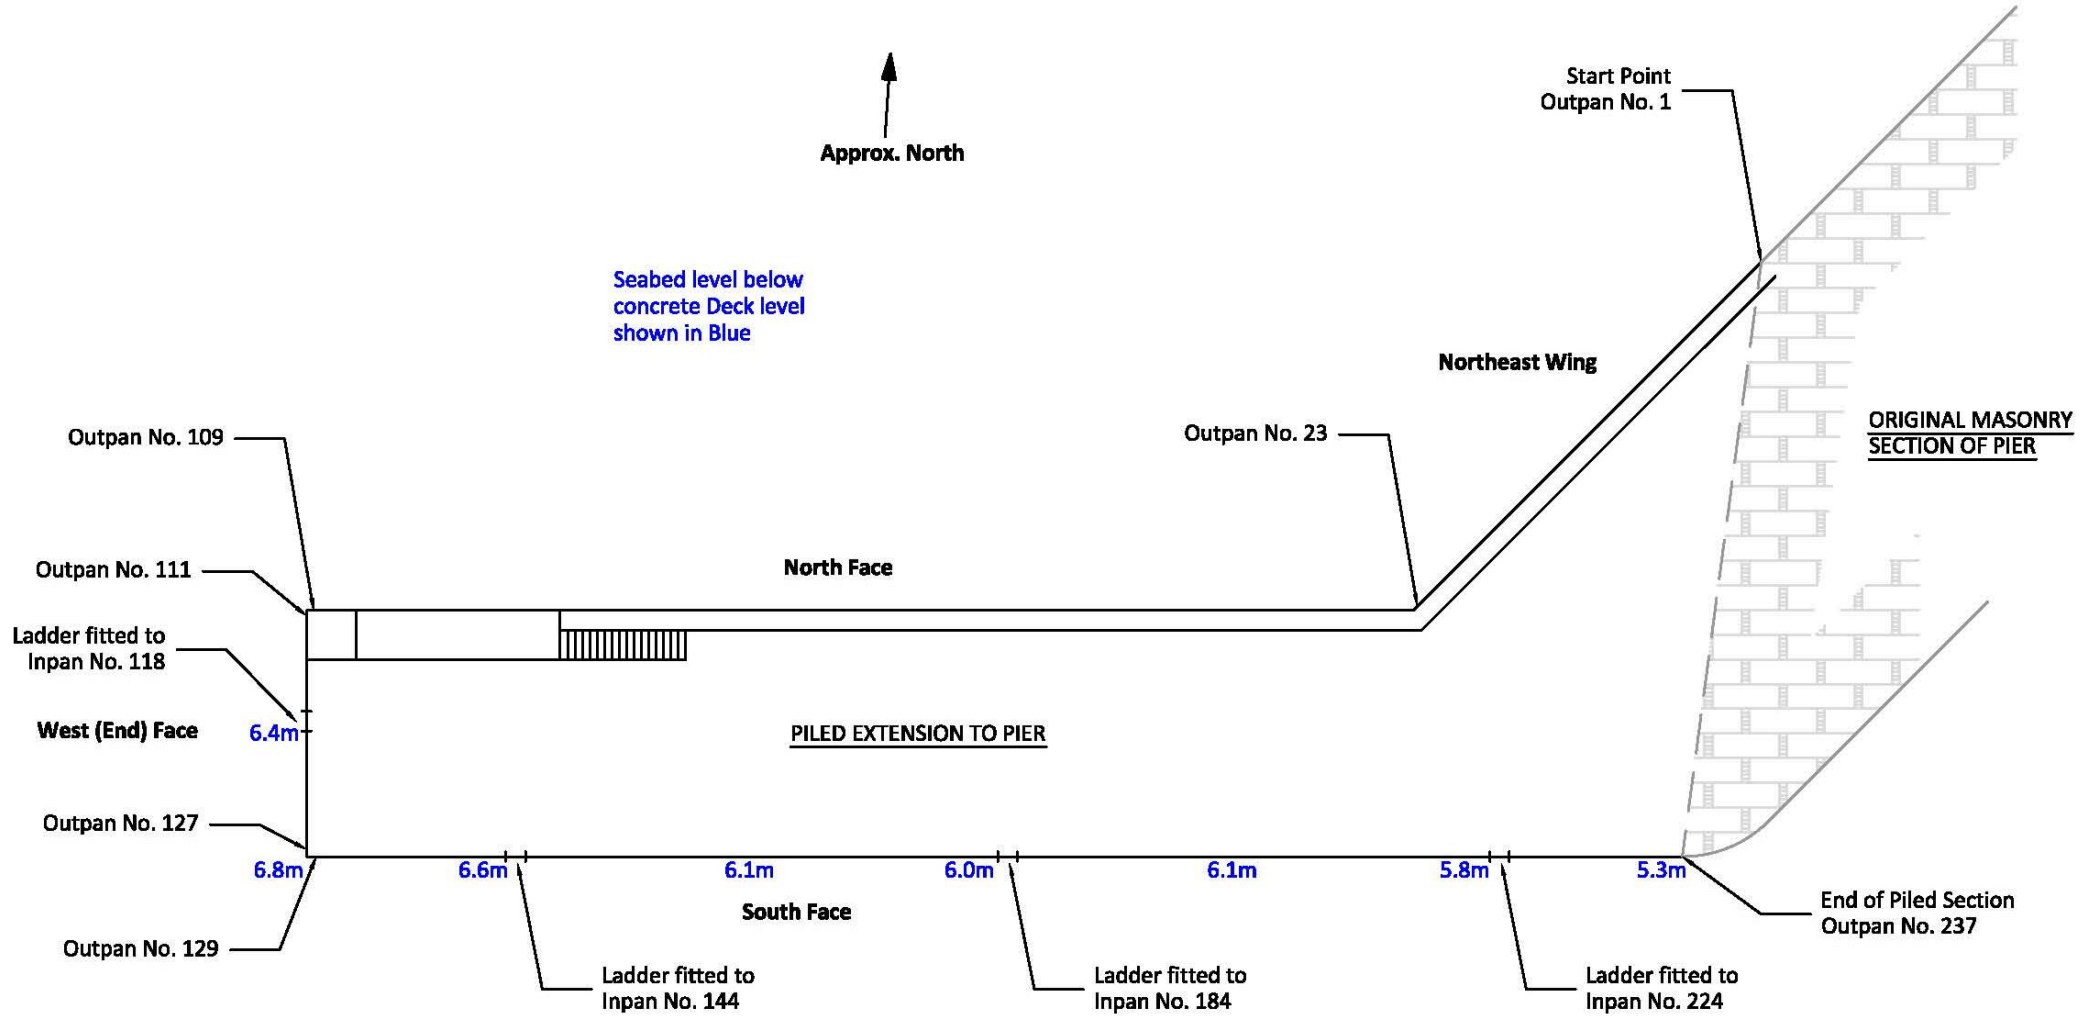 Start Point
Outpan No. 1
Approx. North
Seabed level below
concrete Deck level
shown in Blue
Northeast Wing
ORIGINAL MASONRY
SECTION OF PIER
Outpan No. 109
Outpan No. 23
Outpan No. 111
North Face
Ladder fitted to
Inpan No. 118
West (End) Face
6.4m
PILED EXTENSION TO PIER
Outpan No. 127
6.8m
6.6m
6.1m
6.0m
6.1m
5.8m
5.3m
South Face
End of Piled Section
Outpan No. 237
Outpan No. 129
Ladder fitted to
Inpan No. 144
Ladder fitted to
Inpan No. 184
Ladder fitted to
Inpan No. 224